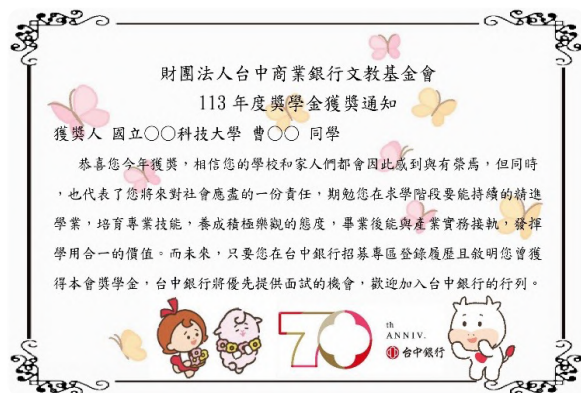 財團法人台中商業銀行文教基金會
113 年度獎學金獲獎通知
獲獎人 國立○○科技大學 曹○○ 同學
恭喜您今年獲獎，相信您的學校和家人們都會因此感到與有榮焉，但同時
，也代表了您將來對社會應盡的一份責任，期勉您在求學階段要能持續的精進
學業，培育專業技能，養成積極樂觀的態度，畢業後能與產業實務接軌，發揮
學用合一的價值。而未來，只要您在台中銀行招募專區登錄履歷且敘明您曾獲
得本會獎學金，台中銀行將優先提供面試的機會，歡迎加入台中銀行的行列。
70 th
ANNIV.
台中銀行